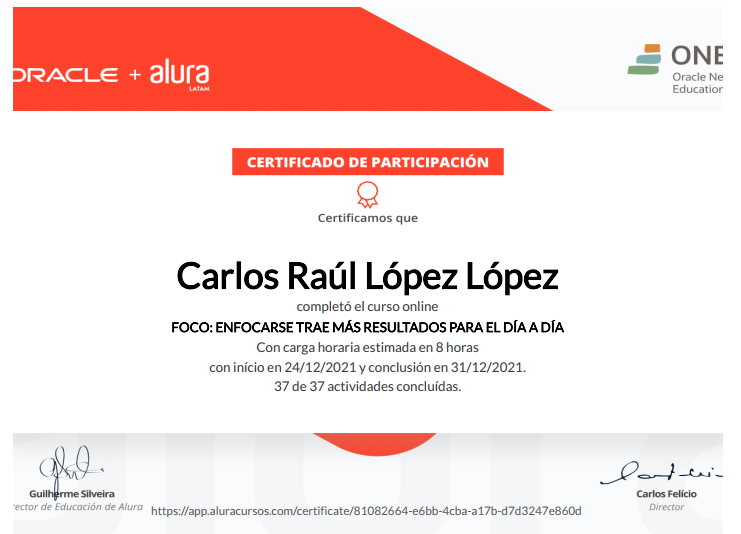 ORACLE + alura
LATAM
ONE
Oracle Ne
Education
CERTIFICADO DE PARTICIPACIÓN
Certificamos que
Carlos Raúl López López
completó el curso online
FOCO: ENFOCARSE TRAE MÁS RESULTADOS PARA EL DÍA A DÍA
Con carga horaria estimada en 8 horas
con início en 24/12/2021 y conclusión en 31/12/2021.
37 de 37 actividades concluídas.
Guilherme Silveira
rector de Educación de Alura
https://app.aluracursos.com/certificate/81082664-e6bb-4cba-a17b-d7d3247e860d
Carlos Felício
Director